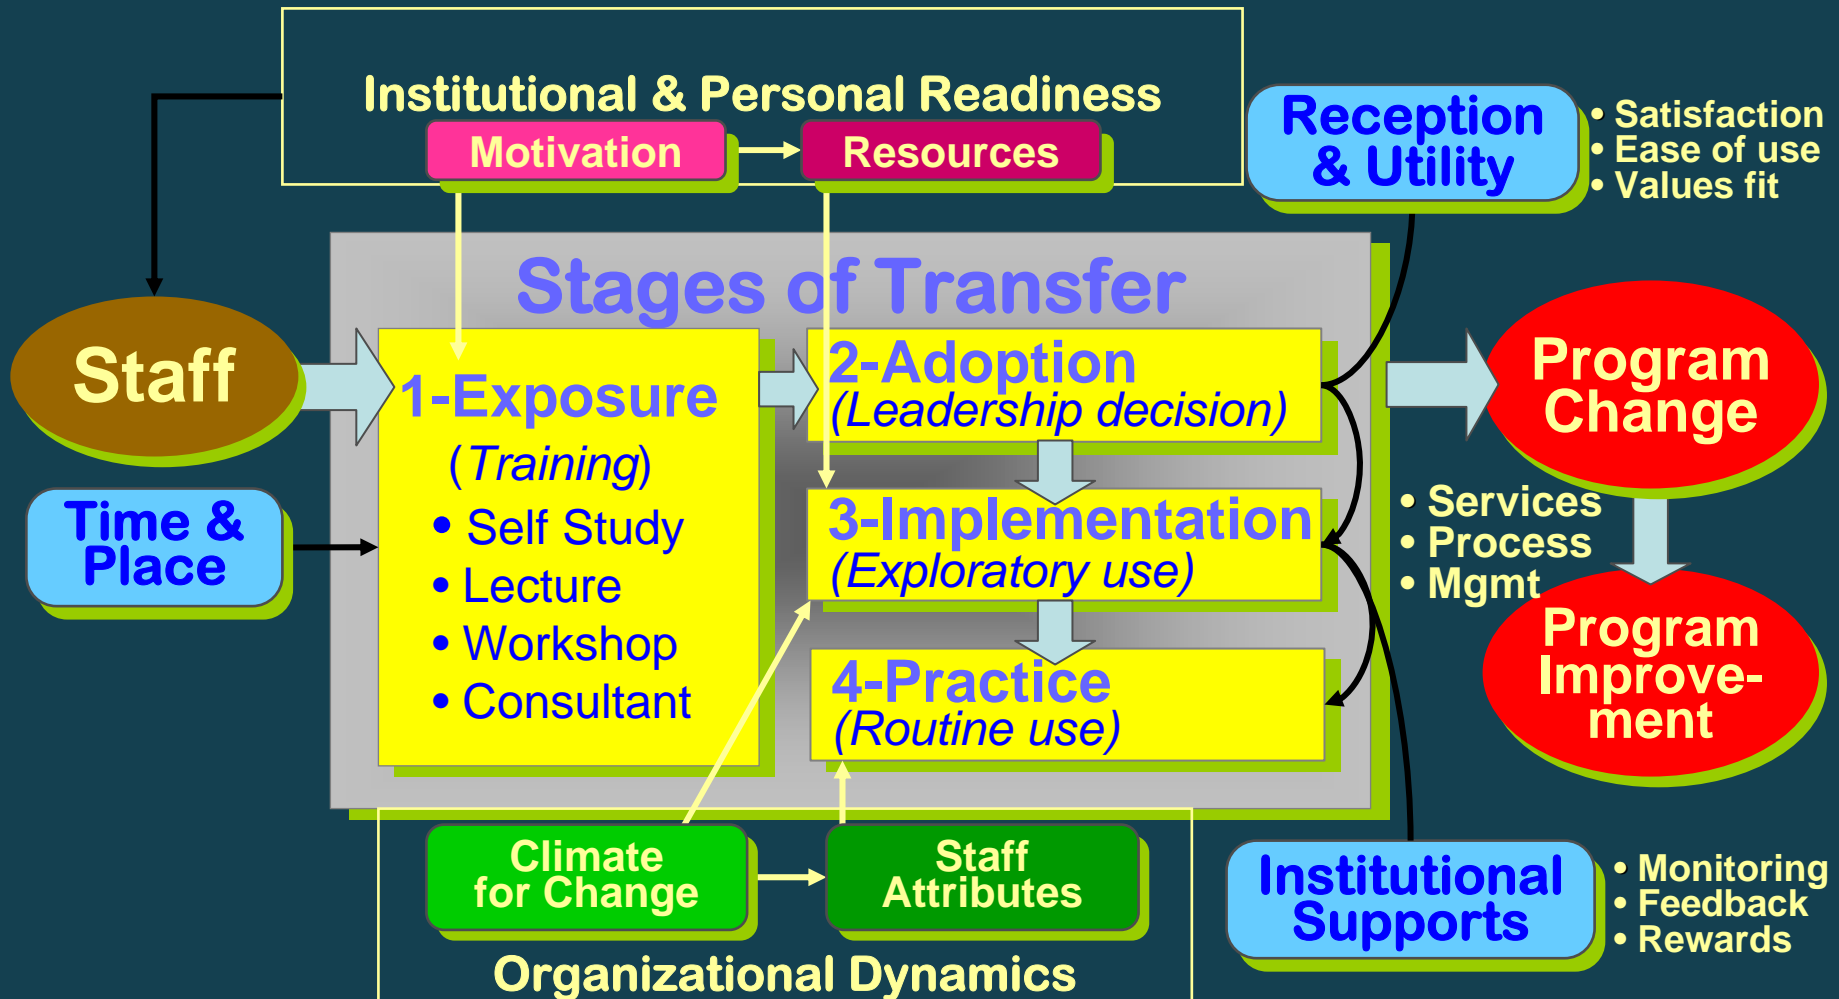 Institutional & Personal Readiness
Motivation
Resources
Reception
& Utility
• Satisfaction
• Ease of use
• Values fit
Stages of Transfer
Staff
1-Exposure
(Training)
• Self Study
• Lecture
• Workshop
• Consultant
2-Adoption
(Leadership decision)
3-Implementation
(Exploratory use)
4-Practice
(Routine use)
Program
Change
Time &
Place
• Services
• Process
• Mgmt
Program
Improve-
ment
Climate
for Change
Staff
Attributes
Organizational Dynamics
Institutional
Supports
• Monitoring
• Feedback
• Rewards